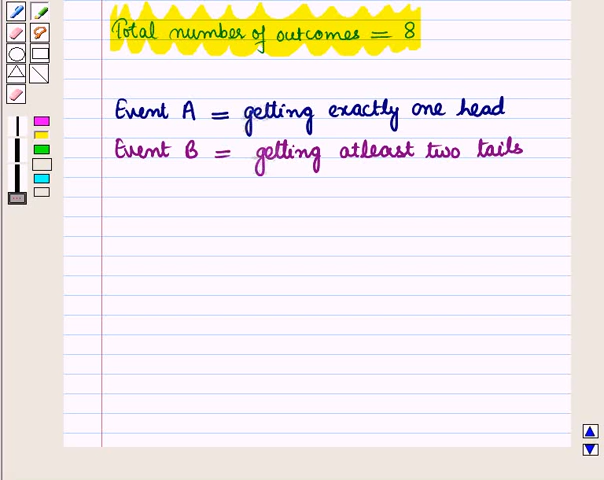 Total number of outcomes = 8
Event A = getting exactly one head
Event B = getting atleast two tails